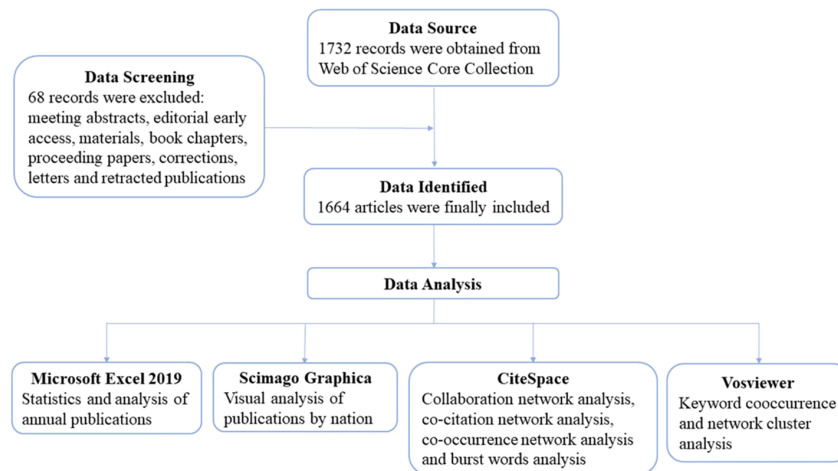 Data Source
1732 records were obtained from
Web of Science Core Collection
Data Screening
68 records were excluded:
meeting abstracts, editorial early
access, materials, book chapters,
proceeding papers, corrections,
letters and retracted publications
Data Identified
1664 articles were finally included
Data Analysis
Microsoft Excel 2019
Statistics and analysis of
annual publications
Scimago Graphica
Visual analysis of
publications by nation
CiteSpace
Collaboration network analysis,
co-citation network analysis,
co-occurrence network analysis
and burst words analysis
Vosviewer
Keyword cooccurrence
and network cluster
analysis